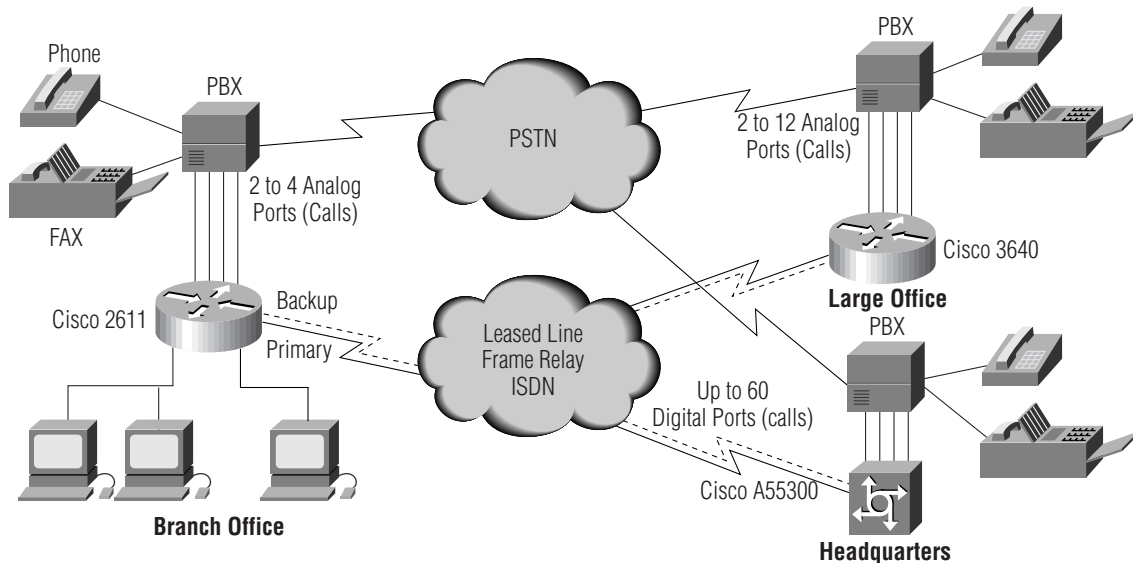 Phone
PBX
FAX
2 to 4 Analog
Ports (Calls)
PSTN
PBX
2 to 12 Analog
Ports (Calls)
Cisco 3640
Large Office
Cisco 2611
Backup
Primary
Leased Line
Frame Relay
ISDN
PBX
Up to 60
Digital Ports (calls)
Cisco A55300
Branch Office
Headquarters